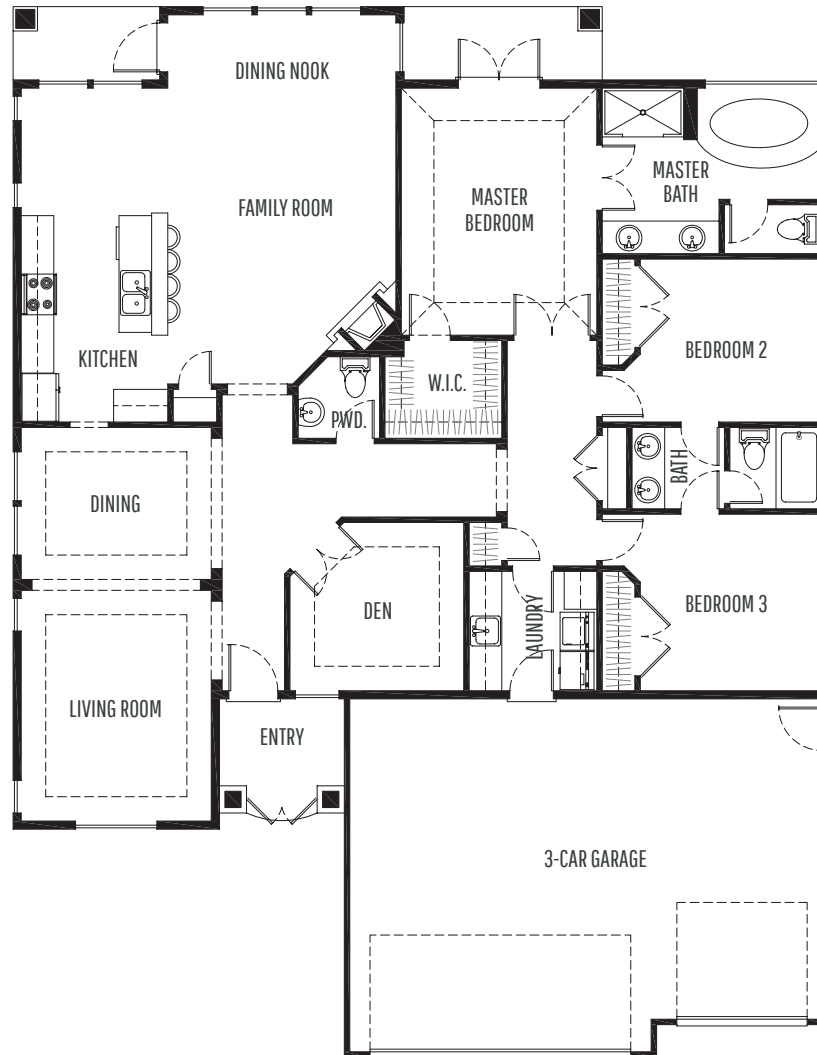 DINING NOOK
FAMILY ROOM
MASTER
BEDROOM
MASTER
BATH
KITCHEN
BEDROOM 2
W.I.C.
PWD.
BATH
DINING
DEN
LAUNDRY
BEDROOM 3
LIVING ROOM
ENTRY
3-CAR GARAGE